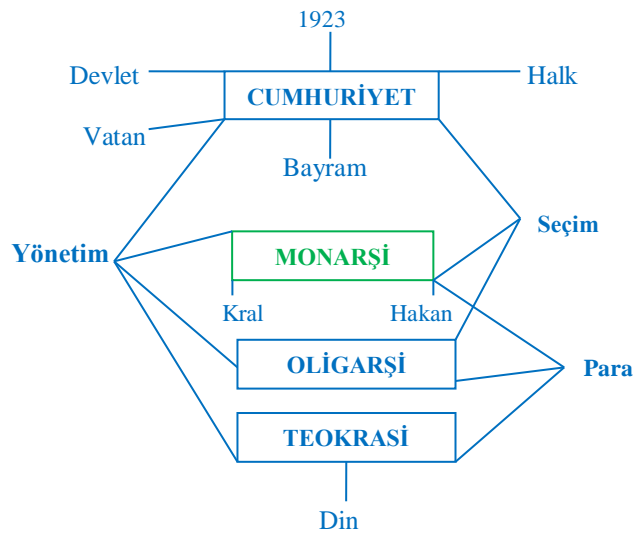 1923
Devlet
Halk
CUMHURİYET
Vatan
Bayram
Seçim
Yönetim
MONARŞİ
Kral
Hakan
OLİGARŞİ
Para
TEOKRASİ
Din